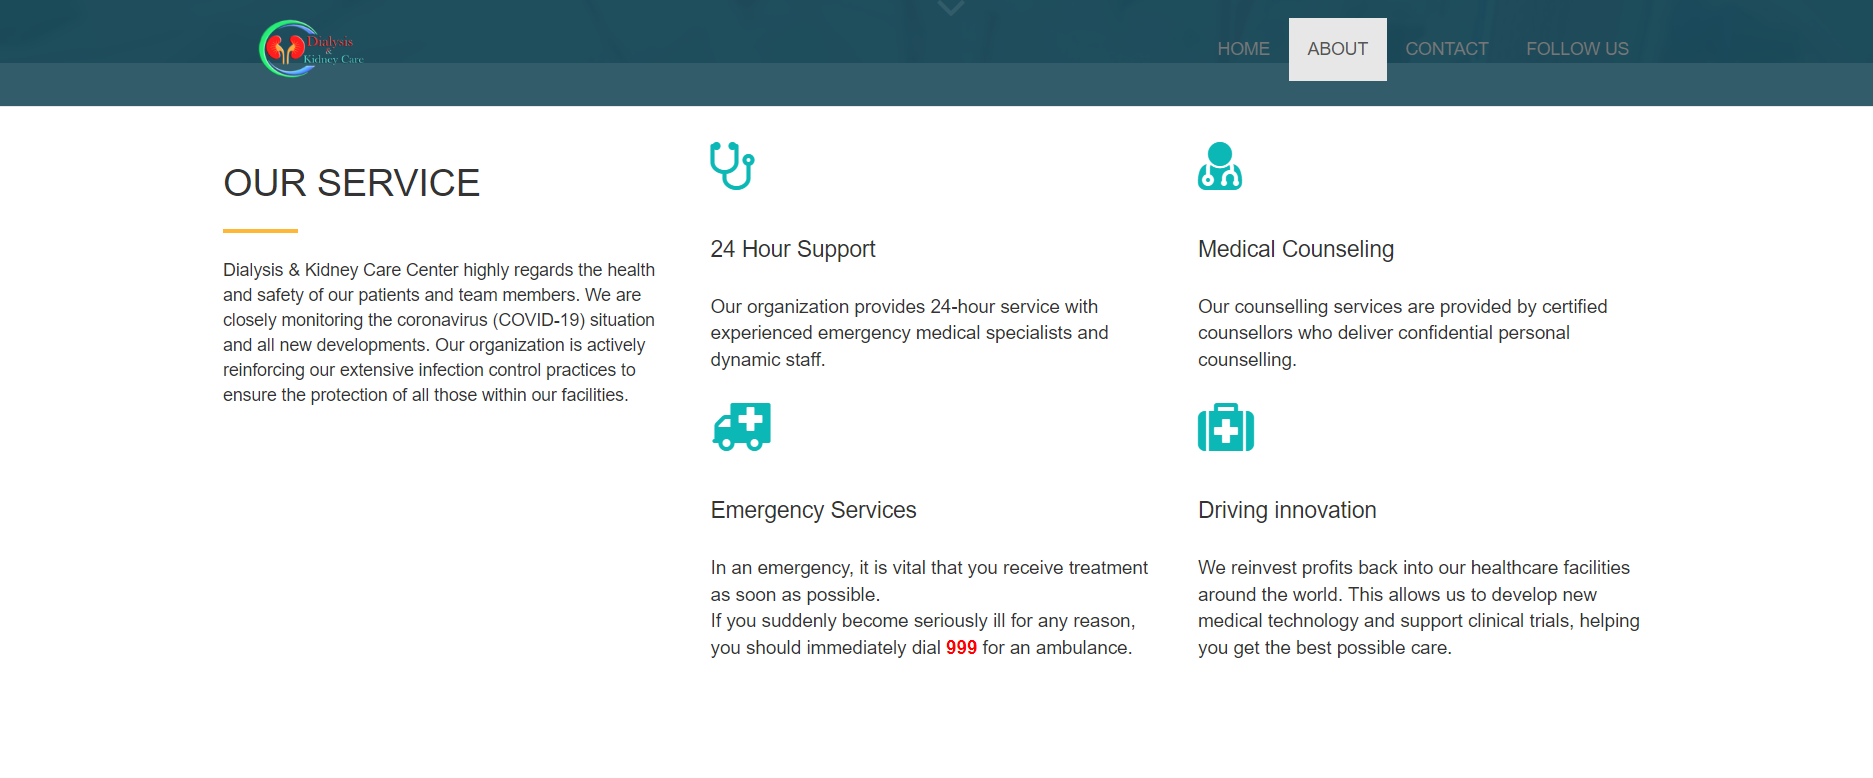 Dialysis
&
Kidney Care
HOME
ABOUT
CONTACT
FOLLOW US
OUR SERVICE
Dialysis & Kidney Care Center highly regards the health
and safety of our patients and team members. We are
closely monitoring the coronavirus (COVID-19) situation
and all new developments. Our organization is actively
reinforcing our extensive infection control practices to
ensure the protection of all those within our facilities.
24 Hour Support
Our organization provides 24-hour service with
experienced emergency medical specialists and
dynamic staff.
Medical Counseling
Our counselling services are provided by certified
counsellors who deliver confidential personal
counselling.
Emergency Services
In an emergency, it is vital that you receive treatment
as soon as possible.
If you suddenly become seriously ill for any reason,
you should immediately dial 999 for an ambulance.
Driving innovation
We reinvest profits back into our healthcare facilities
around the world. This allows us to develop new
medical technology and support clinical trials, helping
you get the best possible care.